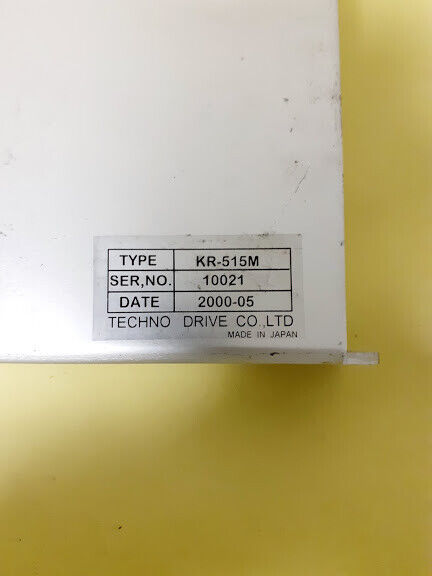 TYPE KR-515M
SER,NO. 10021
DATE 2000-05
TECHNO DRIVE CO.,LTD
MADE IN JAPAN